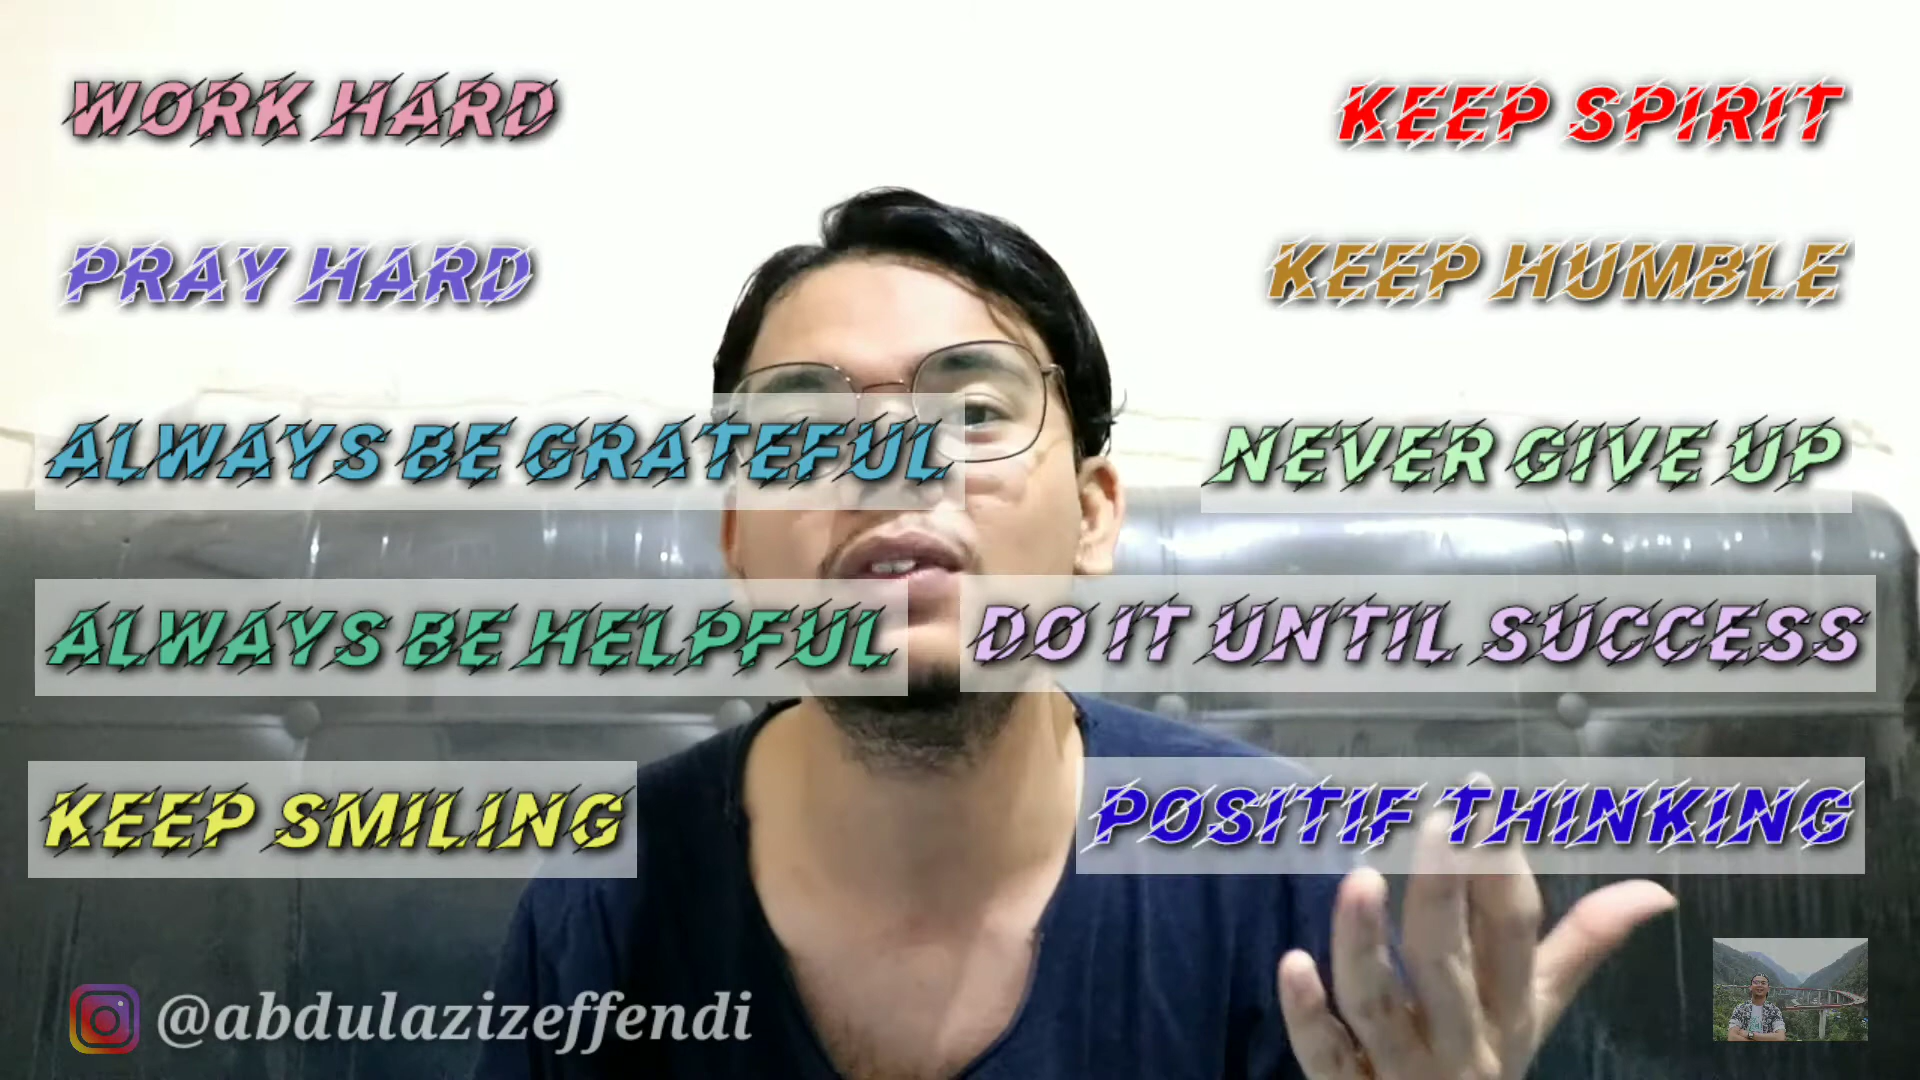 WORK HARD
PRAY HARD
ALWAYS BE GRATEFUL
ALWAYS BE HELPFUL
KEEP SMILING
KEEP SPIRIT
KEEP HUMBLE
NEVER GIVE UP
DO IT UNTIL SUCCESS
POSITIF THINKING
@abdulazizeffendi